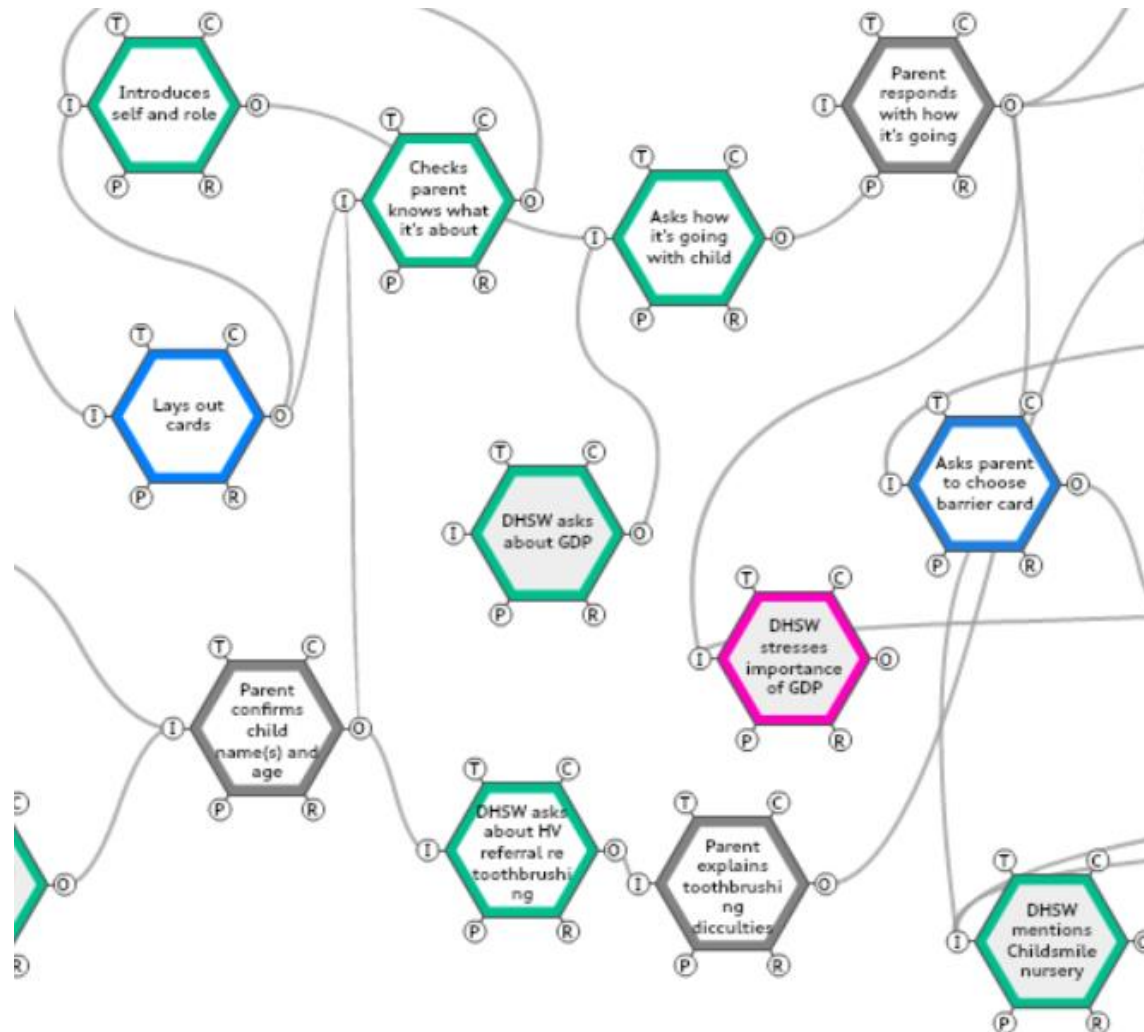 T C
Introduces
self and role
I O
P R
T C
Parent
responds
with how
it's going
I O
P R
T C
Checks
parent
knows what
it's about
I O
P R
T C
Asks how
it's going
with child
I O
P R
T C
Lays out
cards
I O
P R
T C
Asks parent
to choose
barrier card
I O
P R
T C
DHSW asks
about GDP
I O
P R
T C
DHSW
stresses
importance
of GDP
I O
P R
T C
Parent
confirms
child
name(s) and
age
I O
P R
T C
DHSW asks
about HV
referral re
toothbrushi
ng
I O
P R
T C
Parent
explains
toothbrushi
ng
dicculties
I O
P R
C
O
R
T C
DHSW
mentions
Childsmile
nursery
I
P R